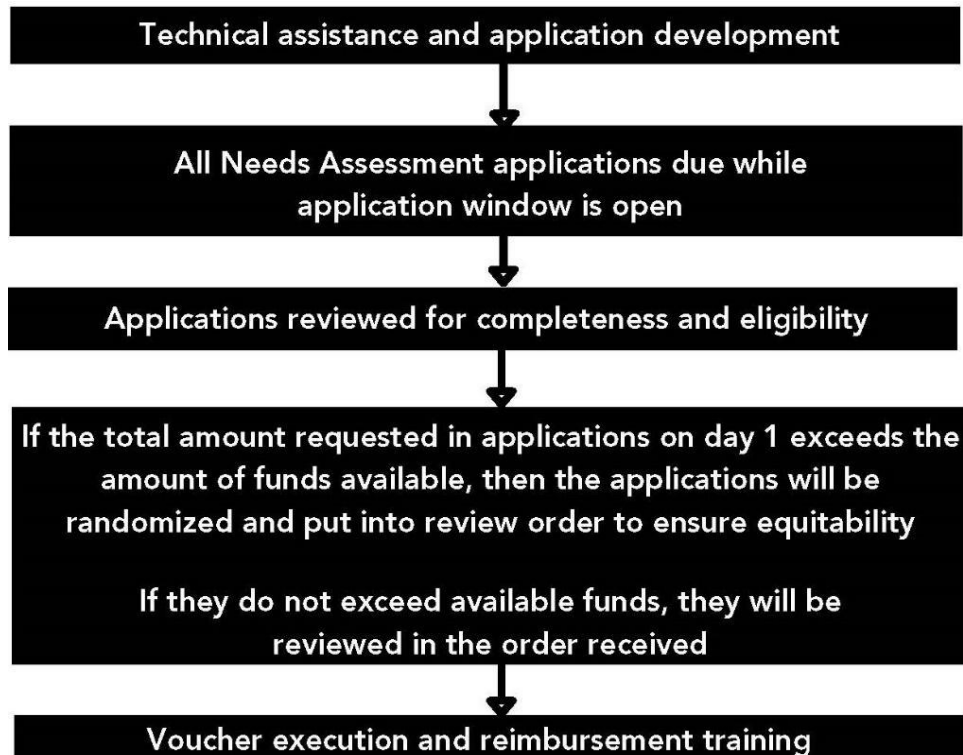 Technical assistance and application development
All Needs Assessment applications due while
application window is open
Applications reviewed for completeness and eligibility
If the total amount requested in applications on day 1 exceeds the
amount of funds available, then the applications will be
randomized and put into review order to ensure equitability
If they do not exceed available funds, they will be
reviewed in the order received
Voucher execution and reimbursement training